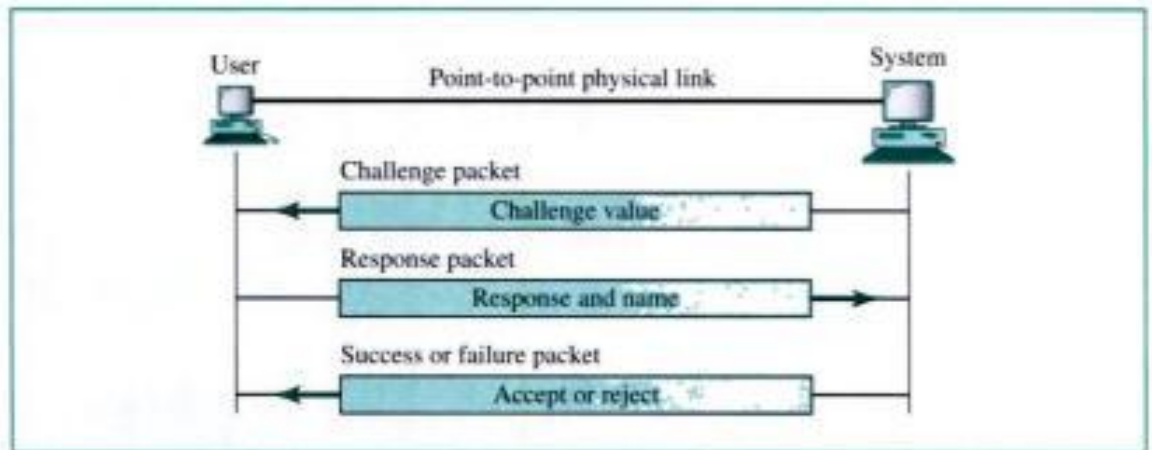 User
System
Point-to-point physical link
Challenge packet
Challenge value
Response packet
Response and name
Success or failure packet
Accept or reject